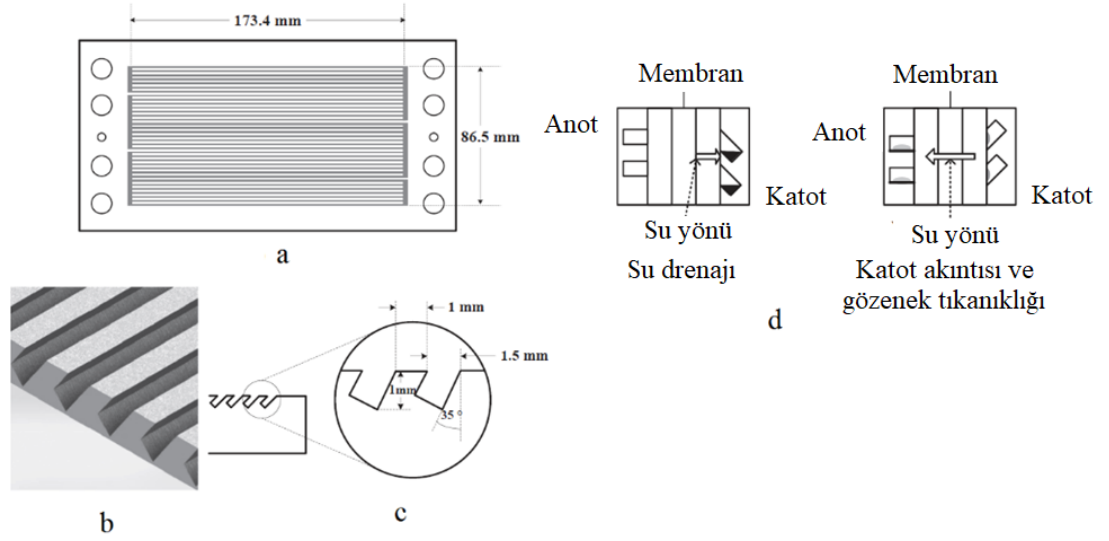 173.4 mm
86.5 mm
a
b
1 mm
1.5 mm
1mm
35 °
c
Membran
Anot
Katot
Su yönü
Su drenajı
Membran
Anot
Katot
Su yönü
Katot akıntısı ve
gözenek tıkanıklığı
d